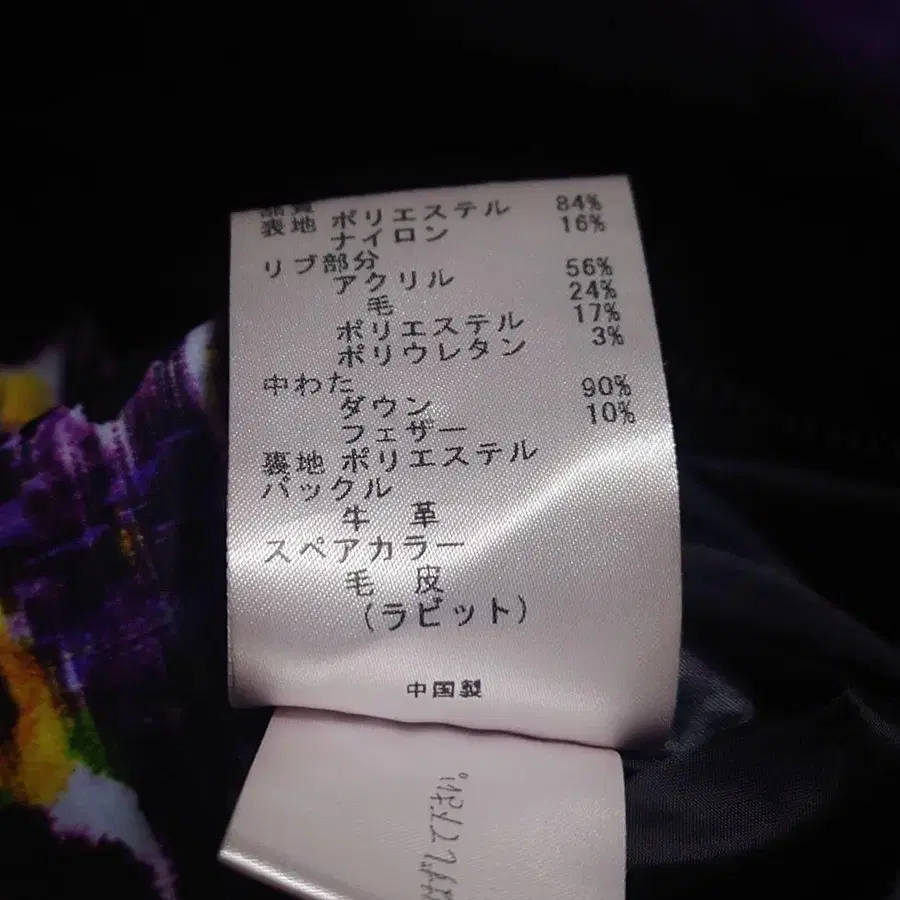 品質
表地 ポリエステル 84%
ナイロン 16%
リブ部分
アクリル 56%
毛 24%
ポリエステル 17%
ポリウレタン 3%
中わた
ダウン 90%
フェザー 10%
裏地 ポリエステル
バックル
牛 革
スペアカラー
毛 皮
(ラビット)
中国製